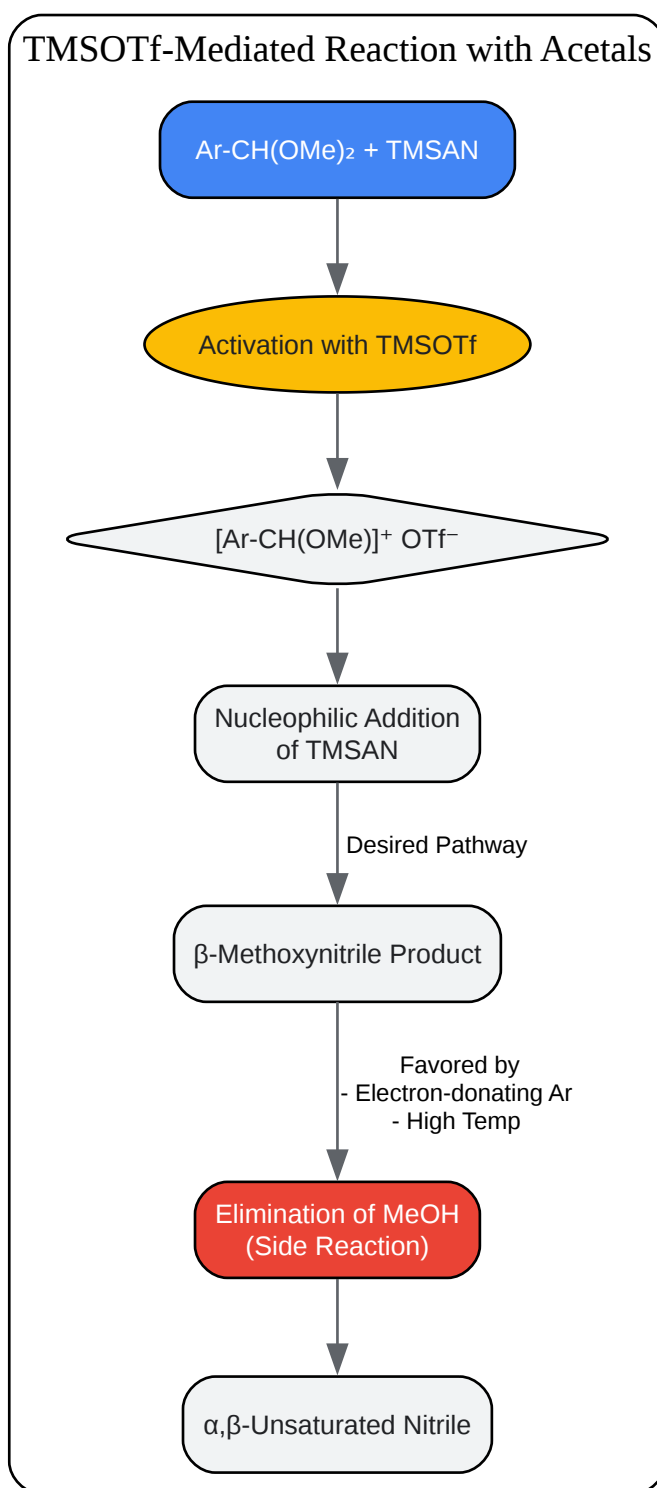 TMSOTf-Mediated Reaction with Acetals
Ar-CH(OMe)₂ + TMSAN
Activation with TMSOTf
[Ar-CH(OMe)]⁺ OTf⁻
Nucleophilic Addition
of TMSAN
Desired Pathway
β-Methoxynitrile Product
Favored by
- Electron-donating Ar
- High Temp
Elimination of MeOH
(Side Reaction)
α,β-Unsaturated Nitrile